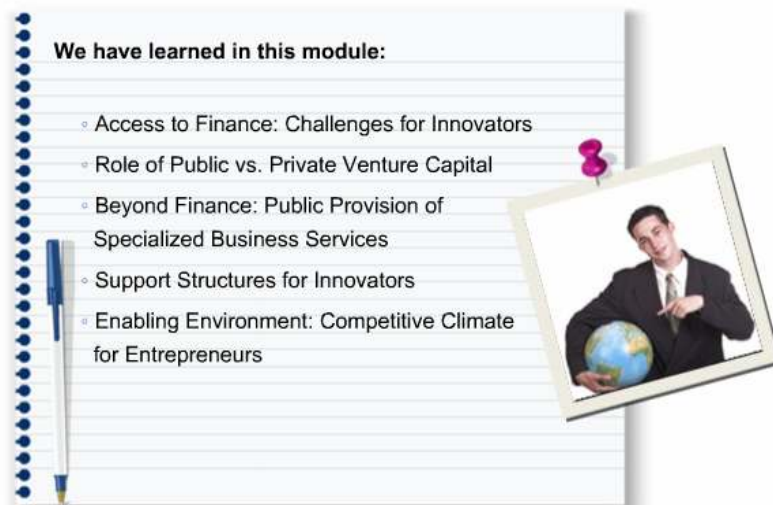 We have learned in this module:
◦ Access to Finance: Challenges for Innovators
◦ Role of Public vs. Private Venture Capital
◦ Beyond Finance: Public Provision of
Specialized Business Services
◦ Support Structures for Innovators
◦ Enabling Environment: Competitive Climate
for Entrepreneurs